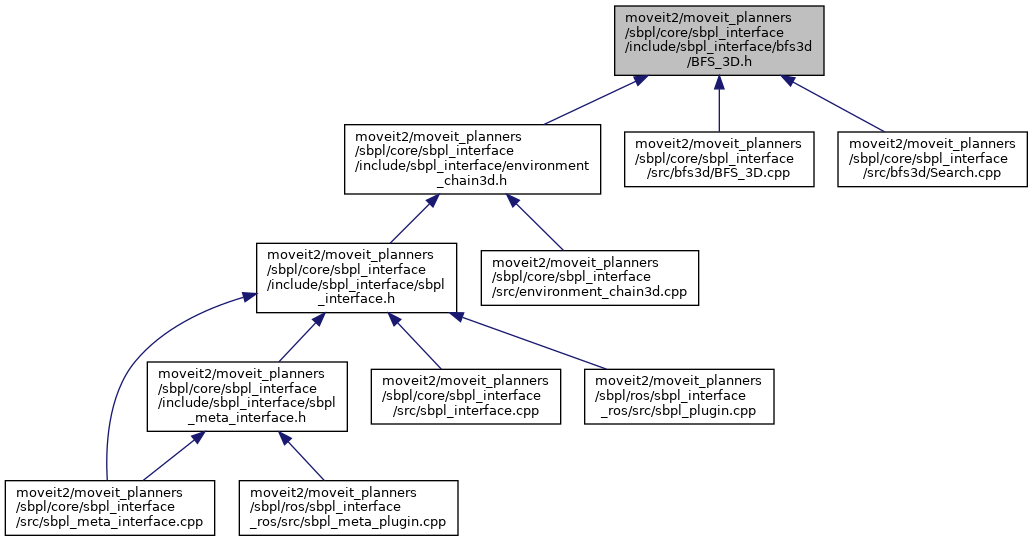 moveit2/moveit_planners
/sbpl/core/sbpl_interface
/include/sbpl_interface/bfs3d
/BFS_3D.h
moveit2/moveit_planners
/sbpl/core/sbpl_interface
/include/sbpl_interface/environment
_chain3d.h
moveit2/moveit_planners
/sbpl/core/sbpl_interface
/src/bfs3d/BFS_3D.cpp
moveit2/moveit_planners
/sbpl/core/sbpl_interface
/src/bfs3d/Search.cpp
moveit2/moveit_planners
/sbpl/core/sbpl_interface
/include/sbpl_interface/sbpl
_interface.h
moveit2/moveit_planners
/sbpl/core/sbpl_interface
/src/environment_chain3d.cpp
moveit2/moveit_planners
/sbpl/core/sbpl_interface
/include/sbpl_interface/sbpl
_meta_interface.h
moveit2/moveit_planners
/sbpl/core/sbpl_interface
/src/sbpl_interface.cpp
moveit2/moveit_planners
/sbpl/ros/sbpl_interface
_ros/src/sbpl_plugin.cpp
moveit2/moveit_planners
/sbpl/core/sbpl_interface
/src/sbpl_meta_interface.cpp
moveit2/moveit_planners
/sbpl/ros/sbpl_interface
_ros/src/sbpl_meta_plugin.cpp